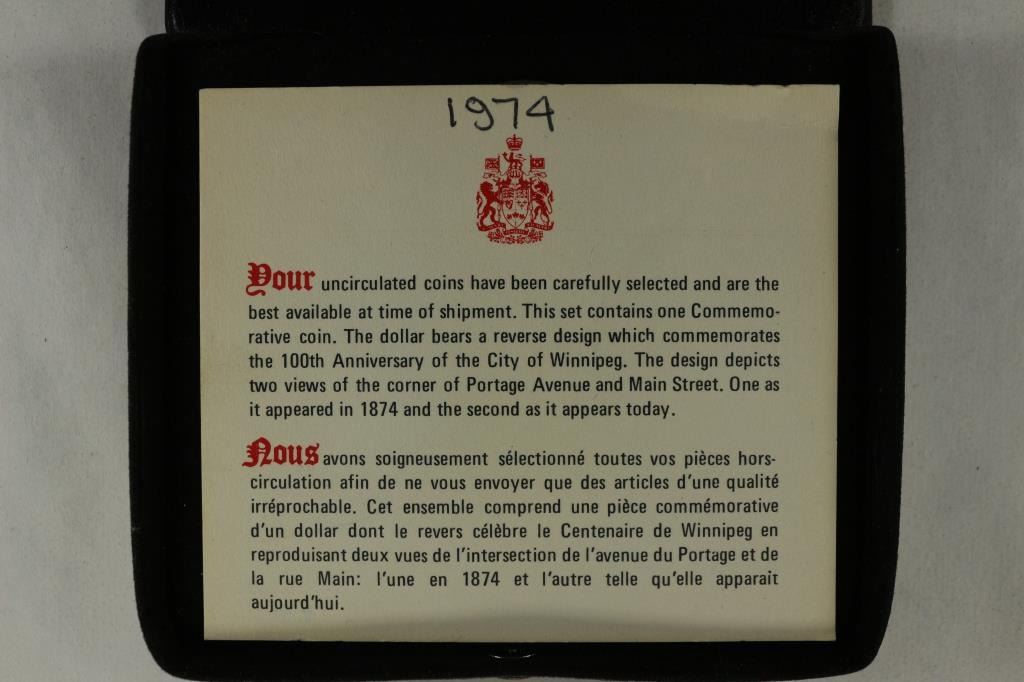 1974
Your uncirculated coins have been carefully selected and are the
best available at time of shipment. This set contains one Commemo-
rative coin. The dollar bears a reverse design which commemorates
the 100th Anniversary of the City of Winnipeg. The design depicts
two views of the corner of Portage Avenue and Main Street. One as
it appeared in 1874 and the second as it appears today.
Nous avons soigneusement sélectionné toutes vos pièces hors-
circulation afin de ne vous envoyer que des articles d'une qualité
irréprochable. Cet ensemble comprend une pièce commémorative
d'un dollar dont le revers célèbre le Centenaire de Winnipeg en
reproduisant deux vues de l'intersection de l'avenue du Portage et de
la rue Main: l'une en 1874 et l'autre telle qu'elle apparait
aujourd'hui.